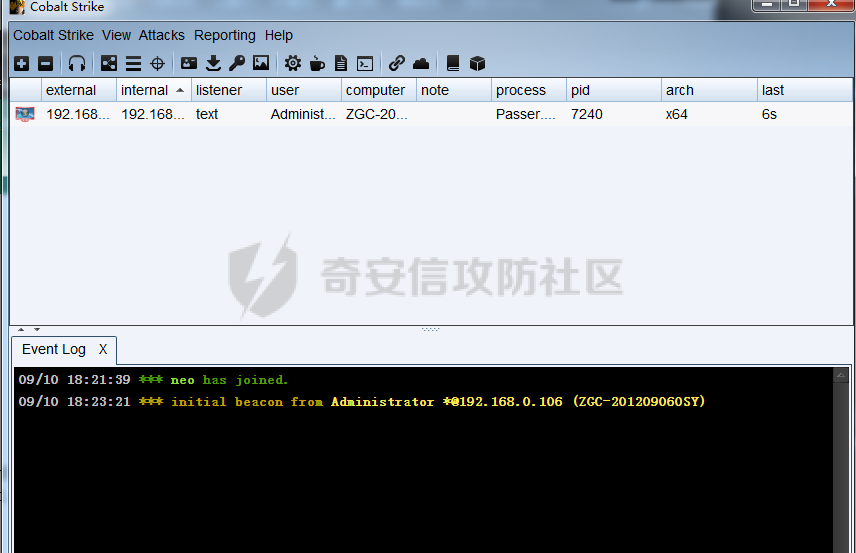 Cobalt Strike
Cobalt Strike View Attacks Reporting Help
external internal listener user computer note process pid arch last
192.168... 192.168... text Administ... ZGC-20... Passer.... 7240 x64 6s
奇安信攻防社区
Event Log X
09/10 18:21:39 *** neo has joined.
09/10 18:23:21 *** initial beacon from Administrator *@192.168.0.106 (ZGC-20120906OSY)